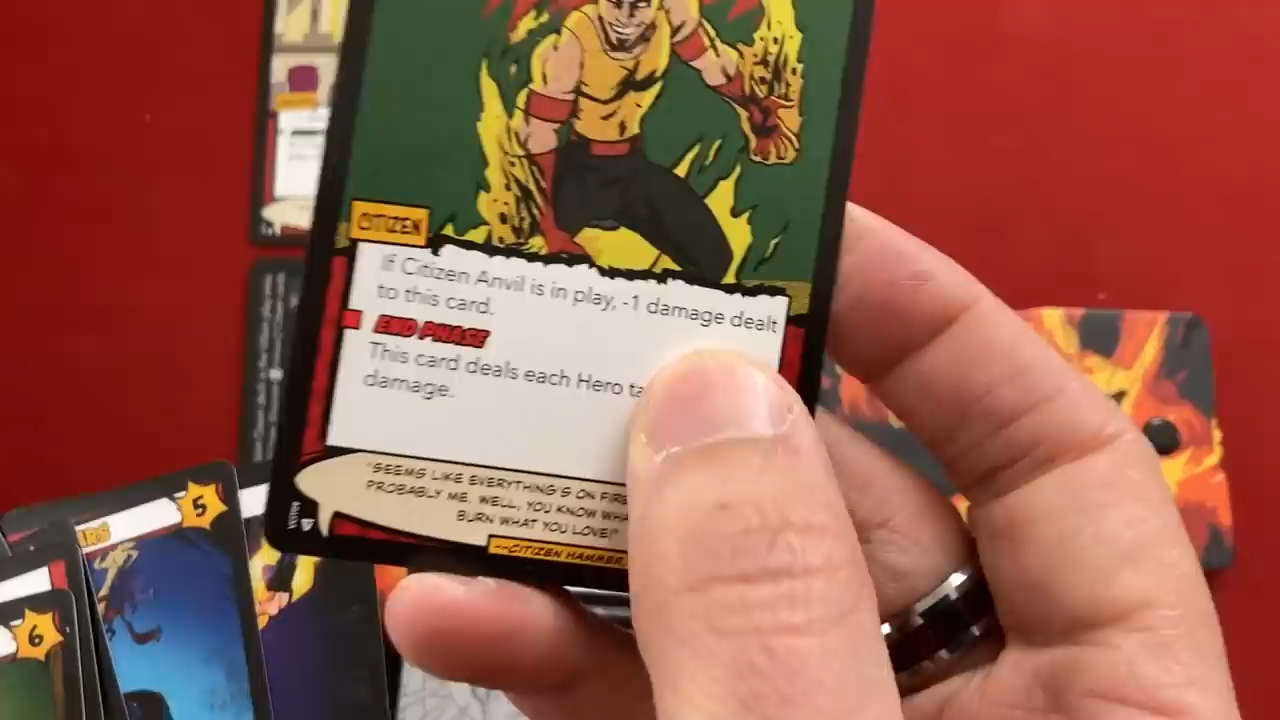 CITIZEN
If Citizen Anvil is in play, -1 damage dealt
to this card.
END PHASE
This card deals each Hero
damage.
"SEEMS LIKE EVERYTHING'S ON FIRE
PROBABLY ME. WELL, YOU KNOW
BURN WHAT YOU LOVE!"
--CITIZEN HAMMER,
5
6